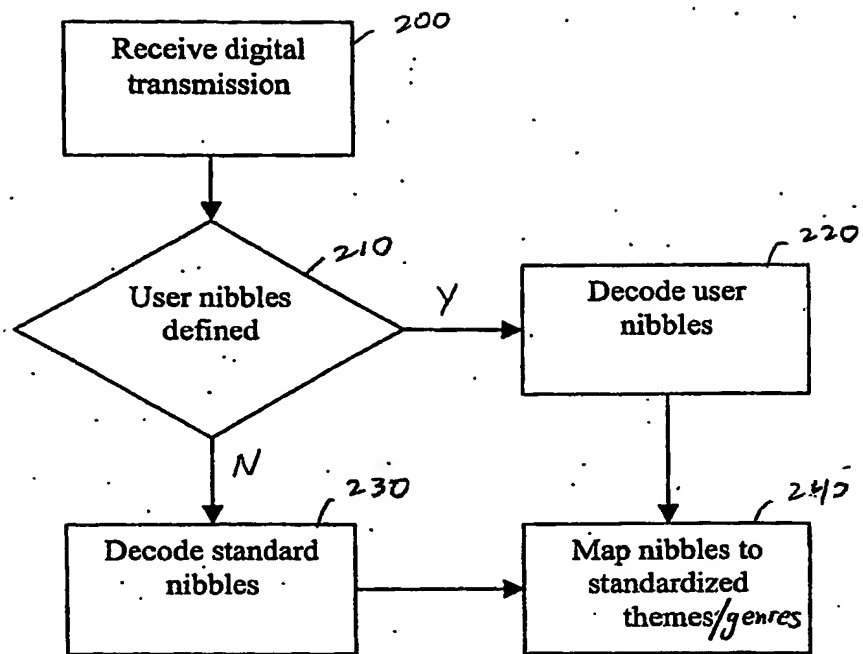 Receive digital
transmission
200
User nibbles
defined
210
Y
Decode user
nibbles
220
N
Decode standard
nibbles
230
Map nibbles to
standardized
themes/genres
240